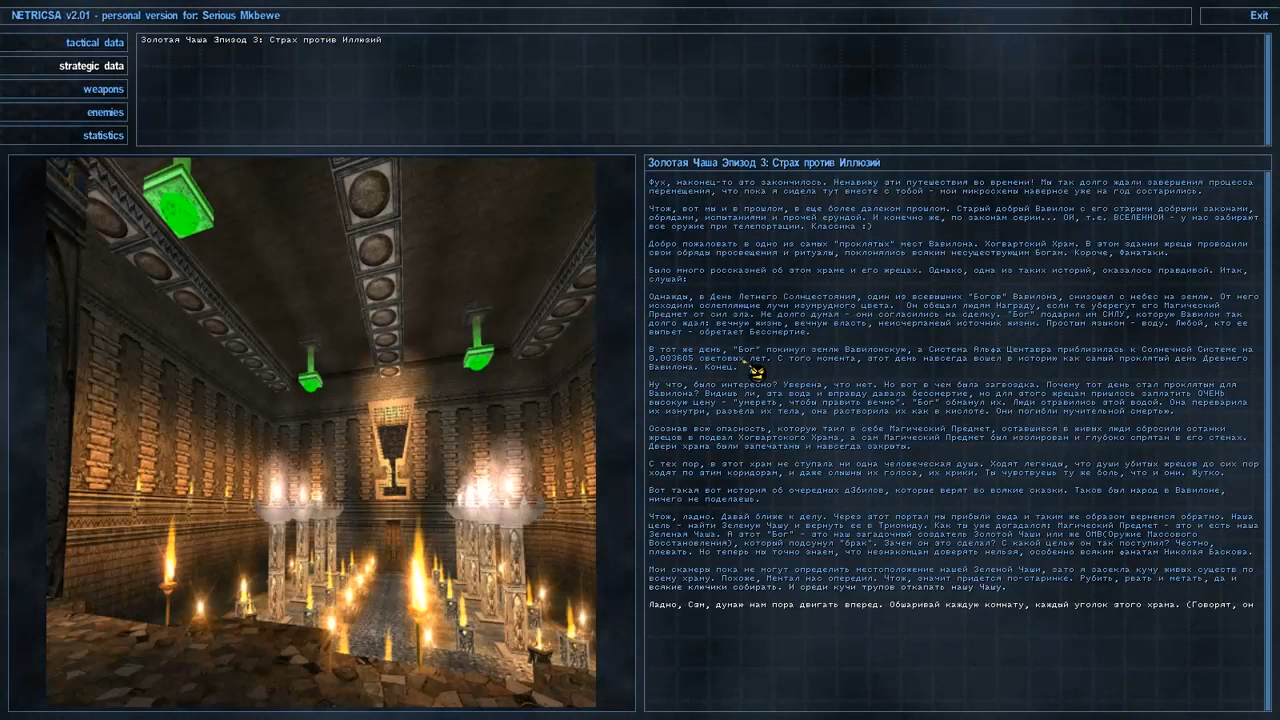 NETRICSA v2.01 - personal version for: Serious Mkbewe
Exit
tactical data
strategic data
weapons
enemies
statistics
Золотая Чаша Эпизод 3: Страх против Иллюзий
Золотая Чаша Эпизод 3: Страх против Иллюзий
Фух, наконец-то это закончилось. Ненавижу эти путешествия во времени! Мы так долго ждали завершения процесса
перемещения, что пока я сидела тут вместе с тобой - мои микросхемы наверное уже на год состарились.
Чтож, вот мы и в прошлом, в еще более далеком прошлом. Старый добрый Вавилон с его старыми добрыми законами,
обрядами, испытаниями и прочей ерундой. И конечно же, по законам серии... ОЙ, т.е. ВСЕЛЕННОЙ - у нас забирают
все оружие при телепортации. Классика :)
Добро пожаловать в одно из самых "проклятых" мест Вавилона. Хогвартский Храм. В этом здании жрецы проводили
свои обряды просвещения и ритуалы, поклонялись всяким несуществующим Богам. Короче, Фанатаки.
Было много росоказней об этом храме и его жрецах. Однако, одна из таких историй, оказалось правдивой. Итак,
слушай:
Однажды, в День Летнего Солнцестояния, один из всевышних "Богов" Вавилона, снизошел с небес на землю. От него
исходили ослепляющие лучи изумрудного цвета. Он обещал людям Награду, если те уберегут его Магический
Предмет от сил зла. Не долго думая - они согласились на сделку. "Бог" подарил им СИЛУ, которую Вавилон так
долго ждал: вечную жизнь, вечную власть, неисчерпаемый источник жизни. Простым языком - воду. Любой, кто ее
выпьет - обретает Бессмертие.
В тот же день, "Бог" покинул землю Вавилонскую, а Система Альфа Центавра приблизилась к Солнечной Системе на
0.003605 световых лет. С того момента, этот день навсегда вошел в историю как самый проклятый день Древнего
Вавилона. Конец.
Ну что, было интересно? Уверена, что нет. Но вот в чем была загвоздка. Почему тот день стал проклятым для
Вавилона? Видишь ли, эта вода и вправду давала бессмертие, но для этого жрецам пришлось заплатить ОЧЕНЬ
высокую цену - "умереть, чтобы править вечно". "Бог" обманул их. Люди отравились этой водой. Она переварила
их изнутри, разъела их тела, она растворила их как в кислоте. Они погибли мучительной смертью.
Осознав всю опасность, которую таил в себе Магический Предмет, оставшиеся в живых люди сбросили останки
жрецов в подвал Хогвартского Храма, а сам Магический Предмет был изолирован и глубоко спрятан в его стенах.
Двери храма были запечатаны и навсегда закрыты.
С тех пор, в этот храм не ступала ни одна человеческая душа. Ходят легенды, что души убитых жрецов до сих пор
ходят по этим коридорам, и даже слышны их голоса, их крики. Ты чувствуешь ту же боль, что и они. Жутко.
Вот такая вот история об очередных дЭбилов, которые верят во всякие сказки. Таков был народ в Вавилоне,
ничего не поделаешь.
Чтож, ладно. Давай ближе к делу. Через этот портал мы прибыли сюда и таким же образом вернемся обратно. Наша
цель - найти Зеленую Чашу и вернуть ее в Триомиду. Как ты уже догадался: Магический Предмет - это и есть наша
Зеленая Чаша. А этот "Бог" - это наш загадочный создатель Золотой Чаши или же ОМВ(Оружие Массового
Восстановления), который подсунул "брак". Зачем он это сделал? С какой целью он так поступил? Честно,
плевать. Но теперь мы точно знаем, что незнакомцам доверять нельзя, особенно всяким фанатам Николая Баскова.
Мои сканеры пока не могут определить местоположение нашей Зеленой Чаши, зато я засекла кучу живых существ по
всему храму. Похоже, Ментал нас опередил. Чтож, значит придется по-старинке. Рубить, рвать и метать, да и
всякие ключики собирать. И среди кучи трупов откапать нашу Чашу.
Ладно, Сэм, думаю нам пора двигать вперед. Обшаривай каждую комнату, каждый уголок этого храма. (Говорят, он